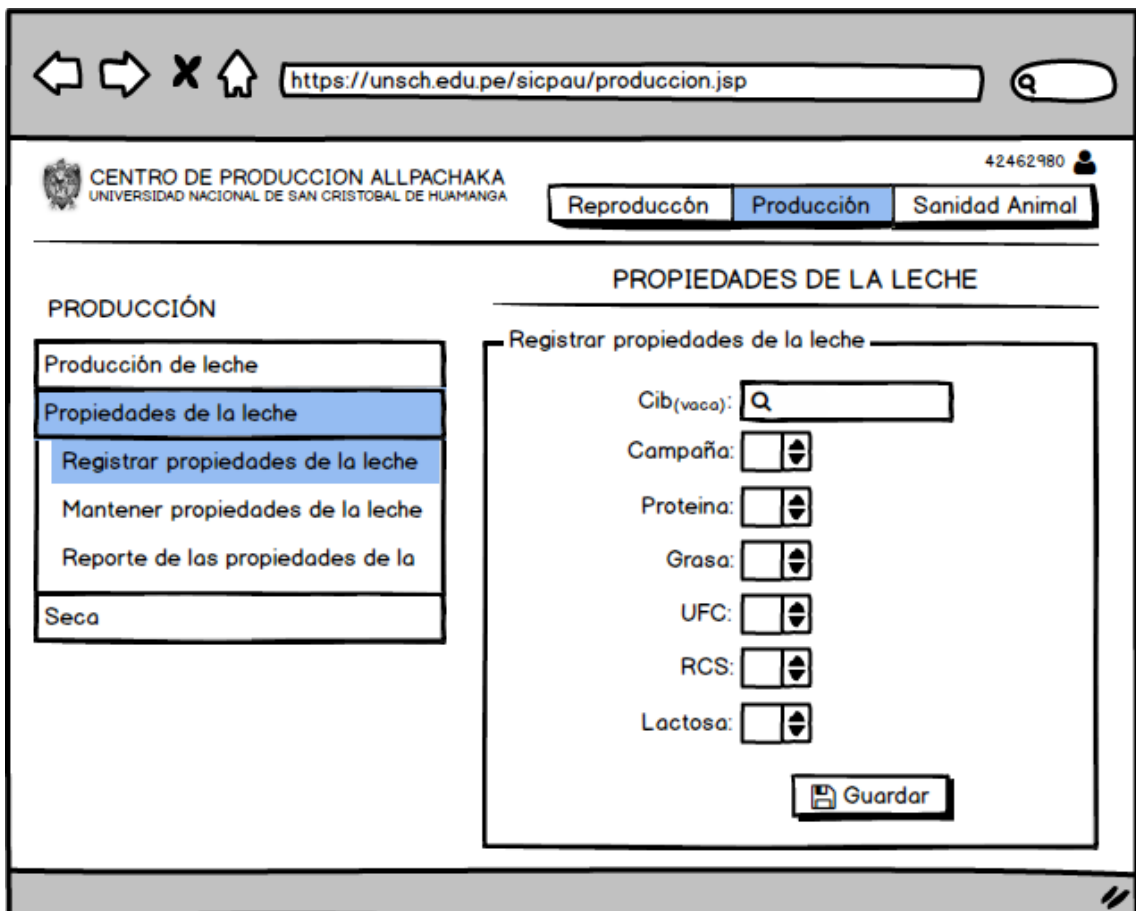 https://unsch.edu.pe/sicpau/produccion.jsp
42462980
CENTRO DE PRODUCCION ALLPACHAKA
UNIVERSIDAD NACIONAL DE SAN CRISTOBAL DE HUAMANGA
Reproduccón Producción Sanidad Animal
PROPIEDADES DE LA LECHE
PRODUCCIÓN
Producción de leche
Propiedades de la leche
Registrar propiedades de la leche
Mantener propiedades de la leche
Reporte de las propiedades de la
Seca
Registrar propiedades de la leche
Cib(vaca):
Campaña:
Proteina:
Grasa:
UFC:
RCS:
Lactosa:
Guardar